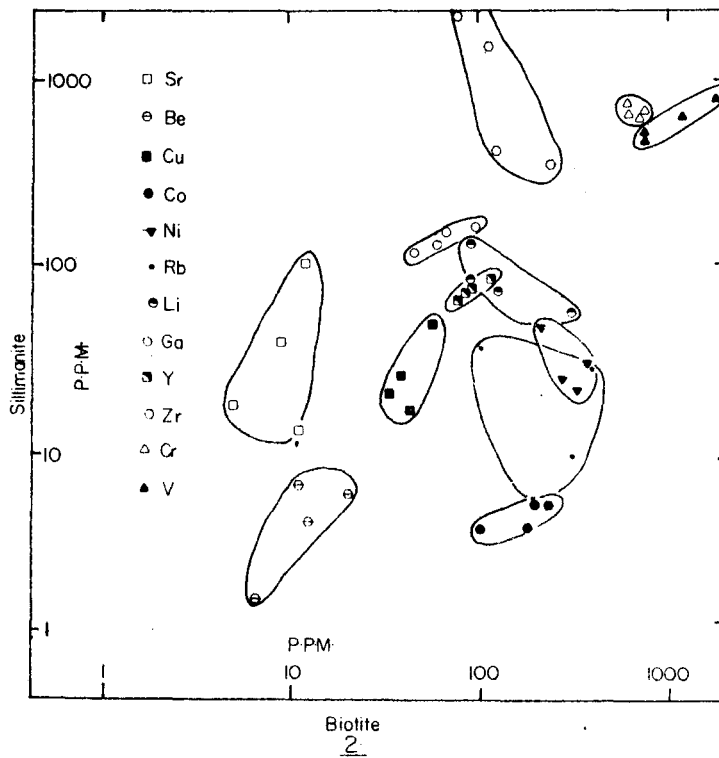 1000
100
10
1
Sillimanite
P·P·M·
Sr
Be
Cu
Co
Ni
Rb
Li
Ga
Y
Zr
Cr
V
P·P·M·
1
10
100
1000
Biotite
2